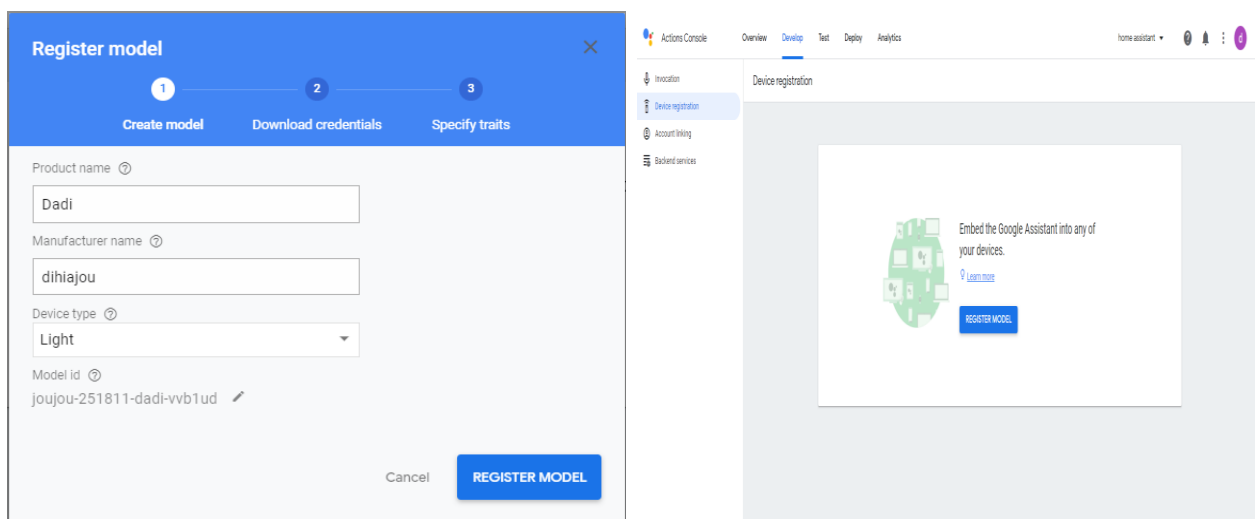 Register model
1
2
3
Create model
Download credentials
Specify traits
Product name
Dadi
Manufacturer name
dihiajou
Device type
Light
Model id
joujou-251811-dadi-vvb1ud
Cancel
REGISTER MODEL
Actions Console
Overview
Develop
Test
Deploy
Analytics
home assistant
d
Invocation
Device registration
Account linking
Backend services
Device registration
Embed the Google Assistant into any of
your devices.
Learn more
REGISTER MODEL